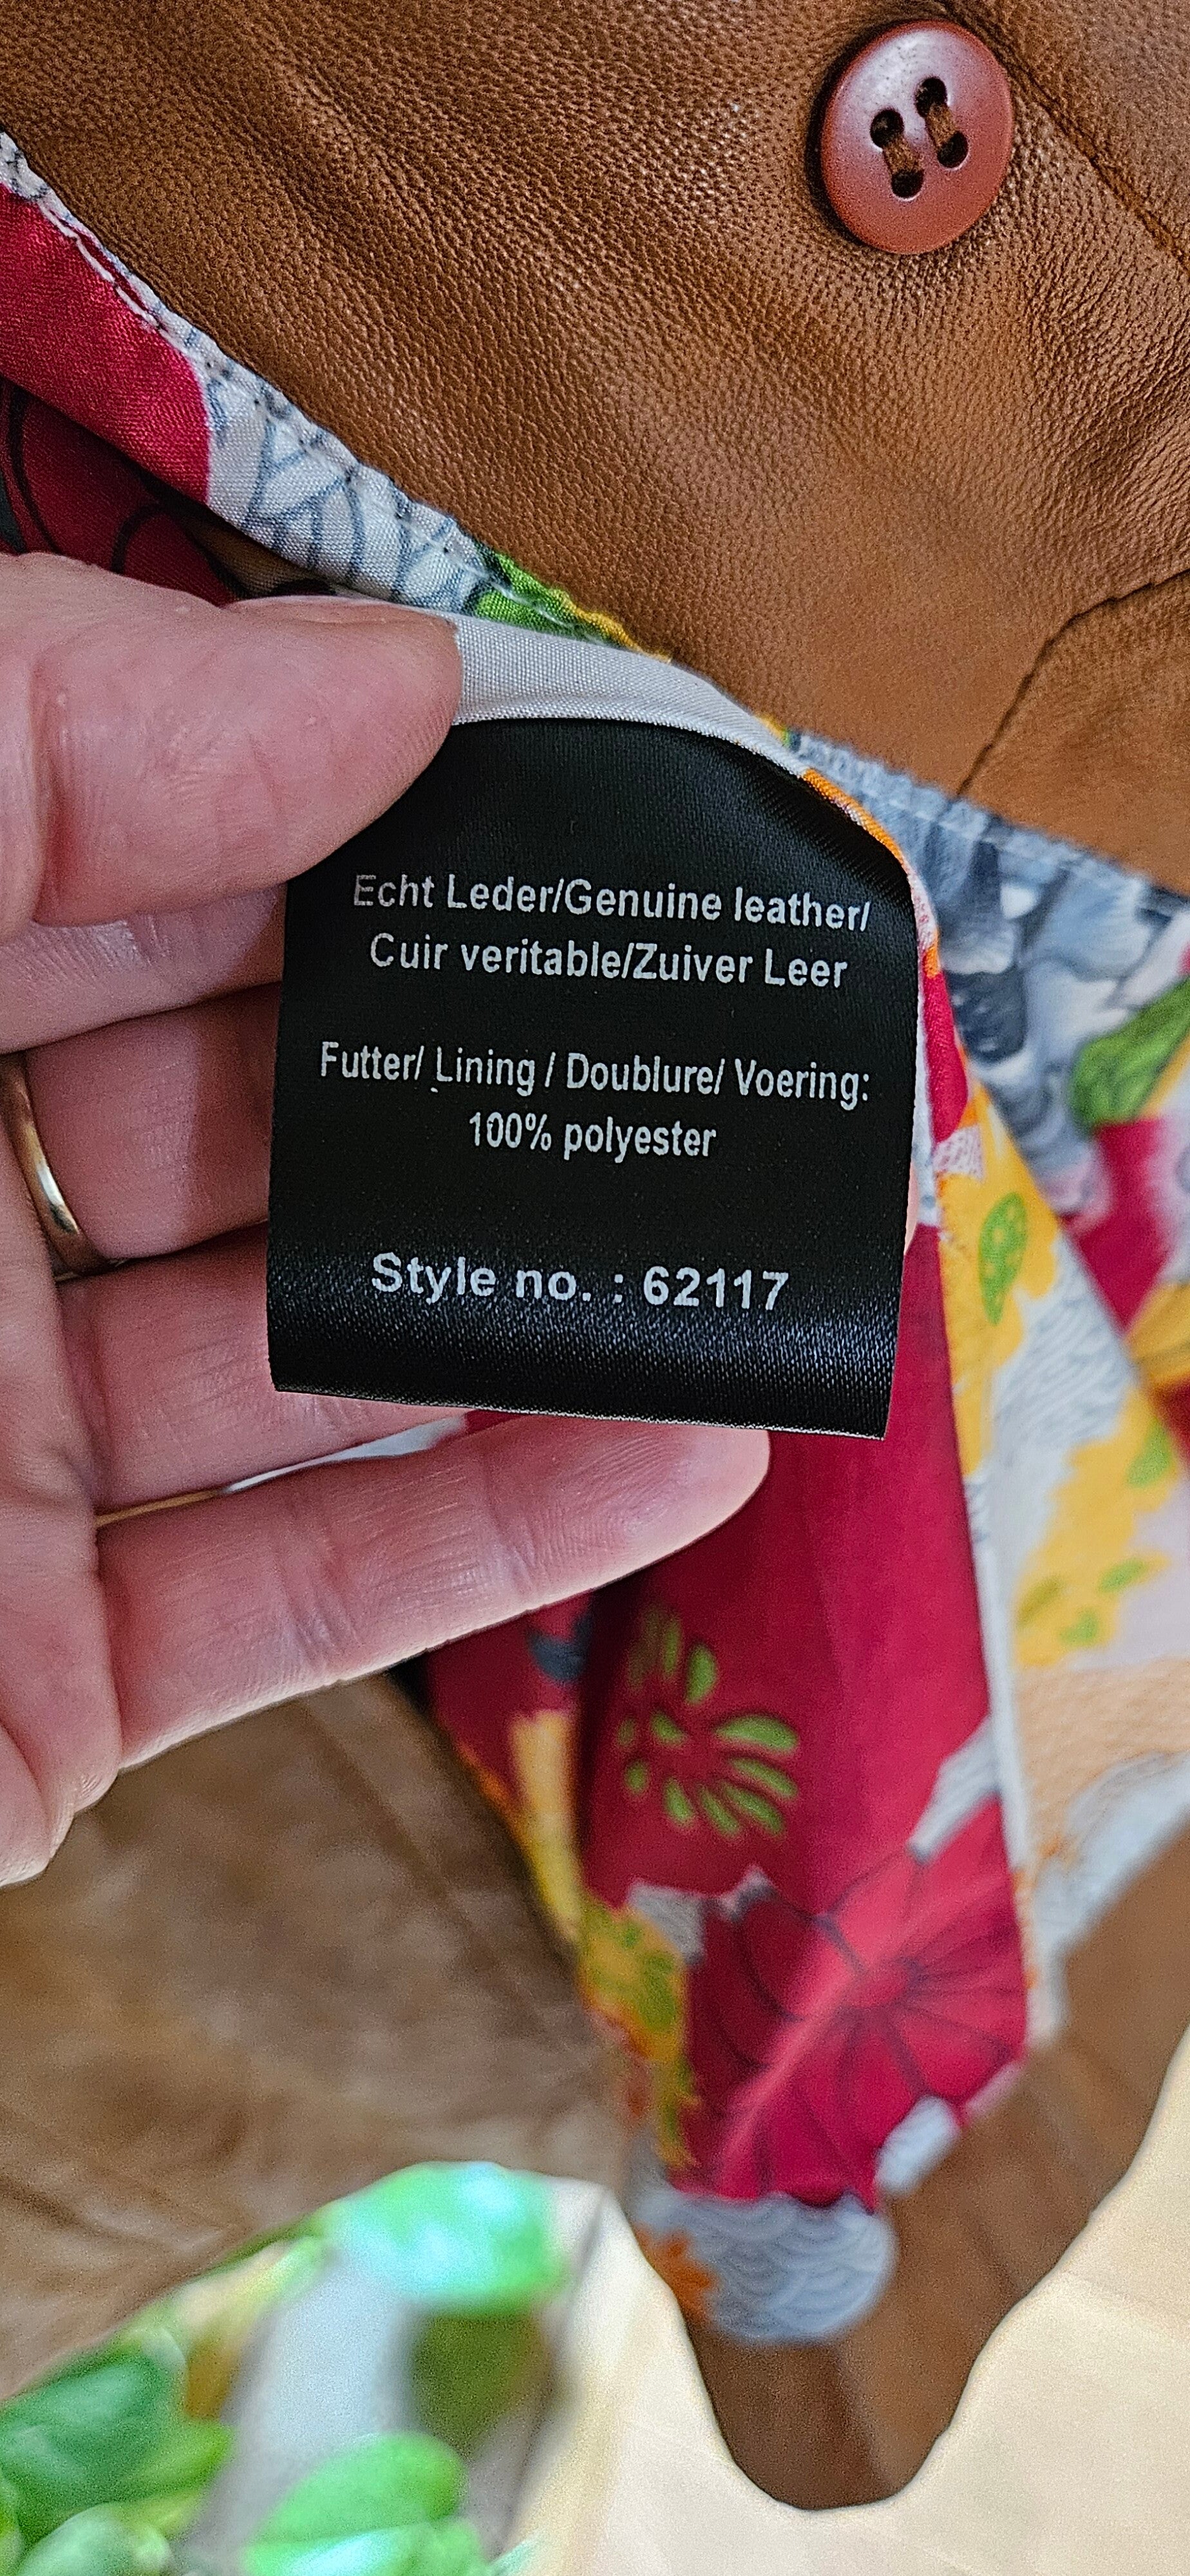 Echt Leder/Genuine leather/
Cuir veritable/Zuiver Leer
Futter/ Lining / Doublure/ Voering:
100% polyester
Style no. : 62117